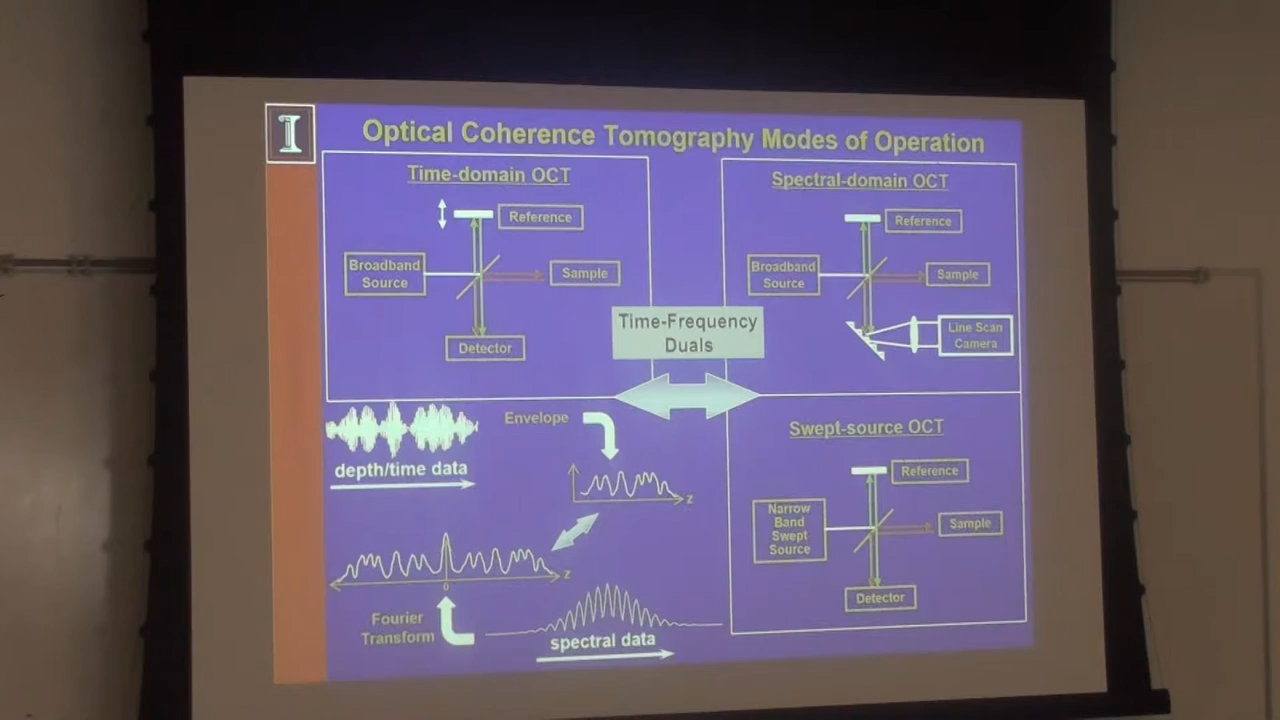 I
Optical Coherence Tomography Modes of Operation
Time-domain OCT
Reference
Broadband
Source
Sample
Detector
Spectral-domain OCT
Reference
Broadband
Source
Sample
Line Scan
Camera
Time-Frequency
Duals
depth/time data
Envelope
z
z
0
Fourier
Transform
spectral data
Swept-source OCT
Reference
Narrow
Band
Swept
Source
Sample
Detector